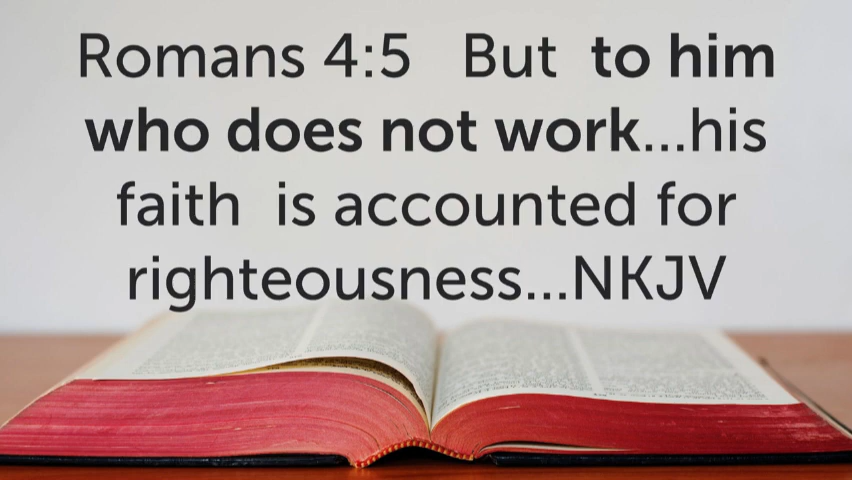 Romans 4:5 But to him
who does not work...his
faith is accounted for
righteousness...NKJV